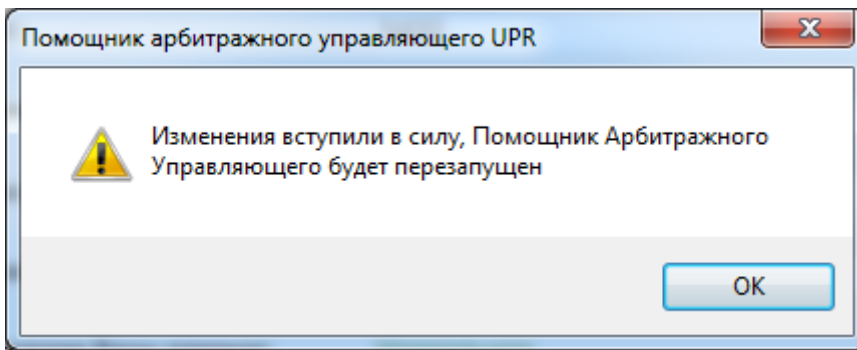 Помощник арбитражного управляющего UPR
Изменения вступили в силу, Помощник Арбитражного
Управляющего будет перезапущен
OK